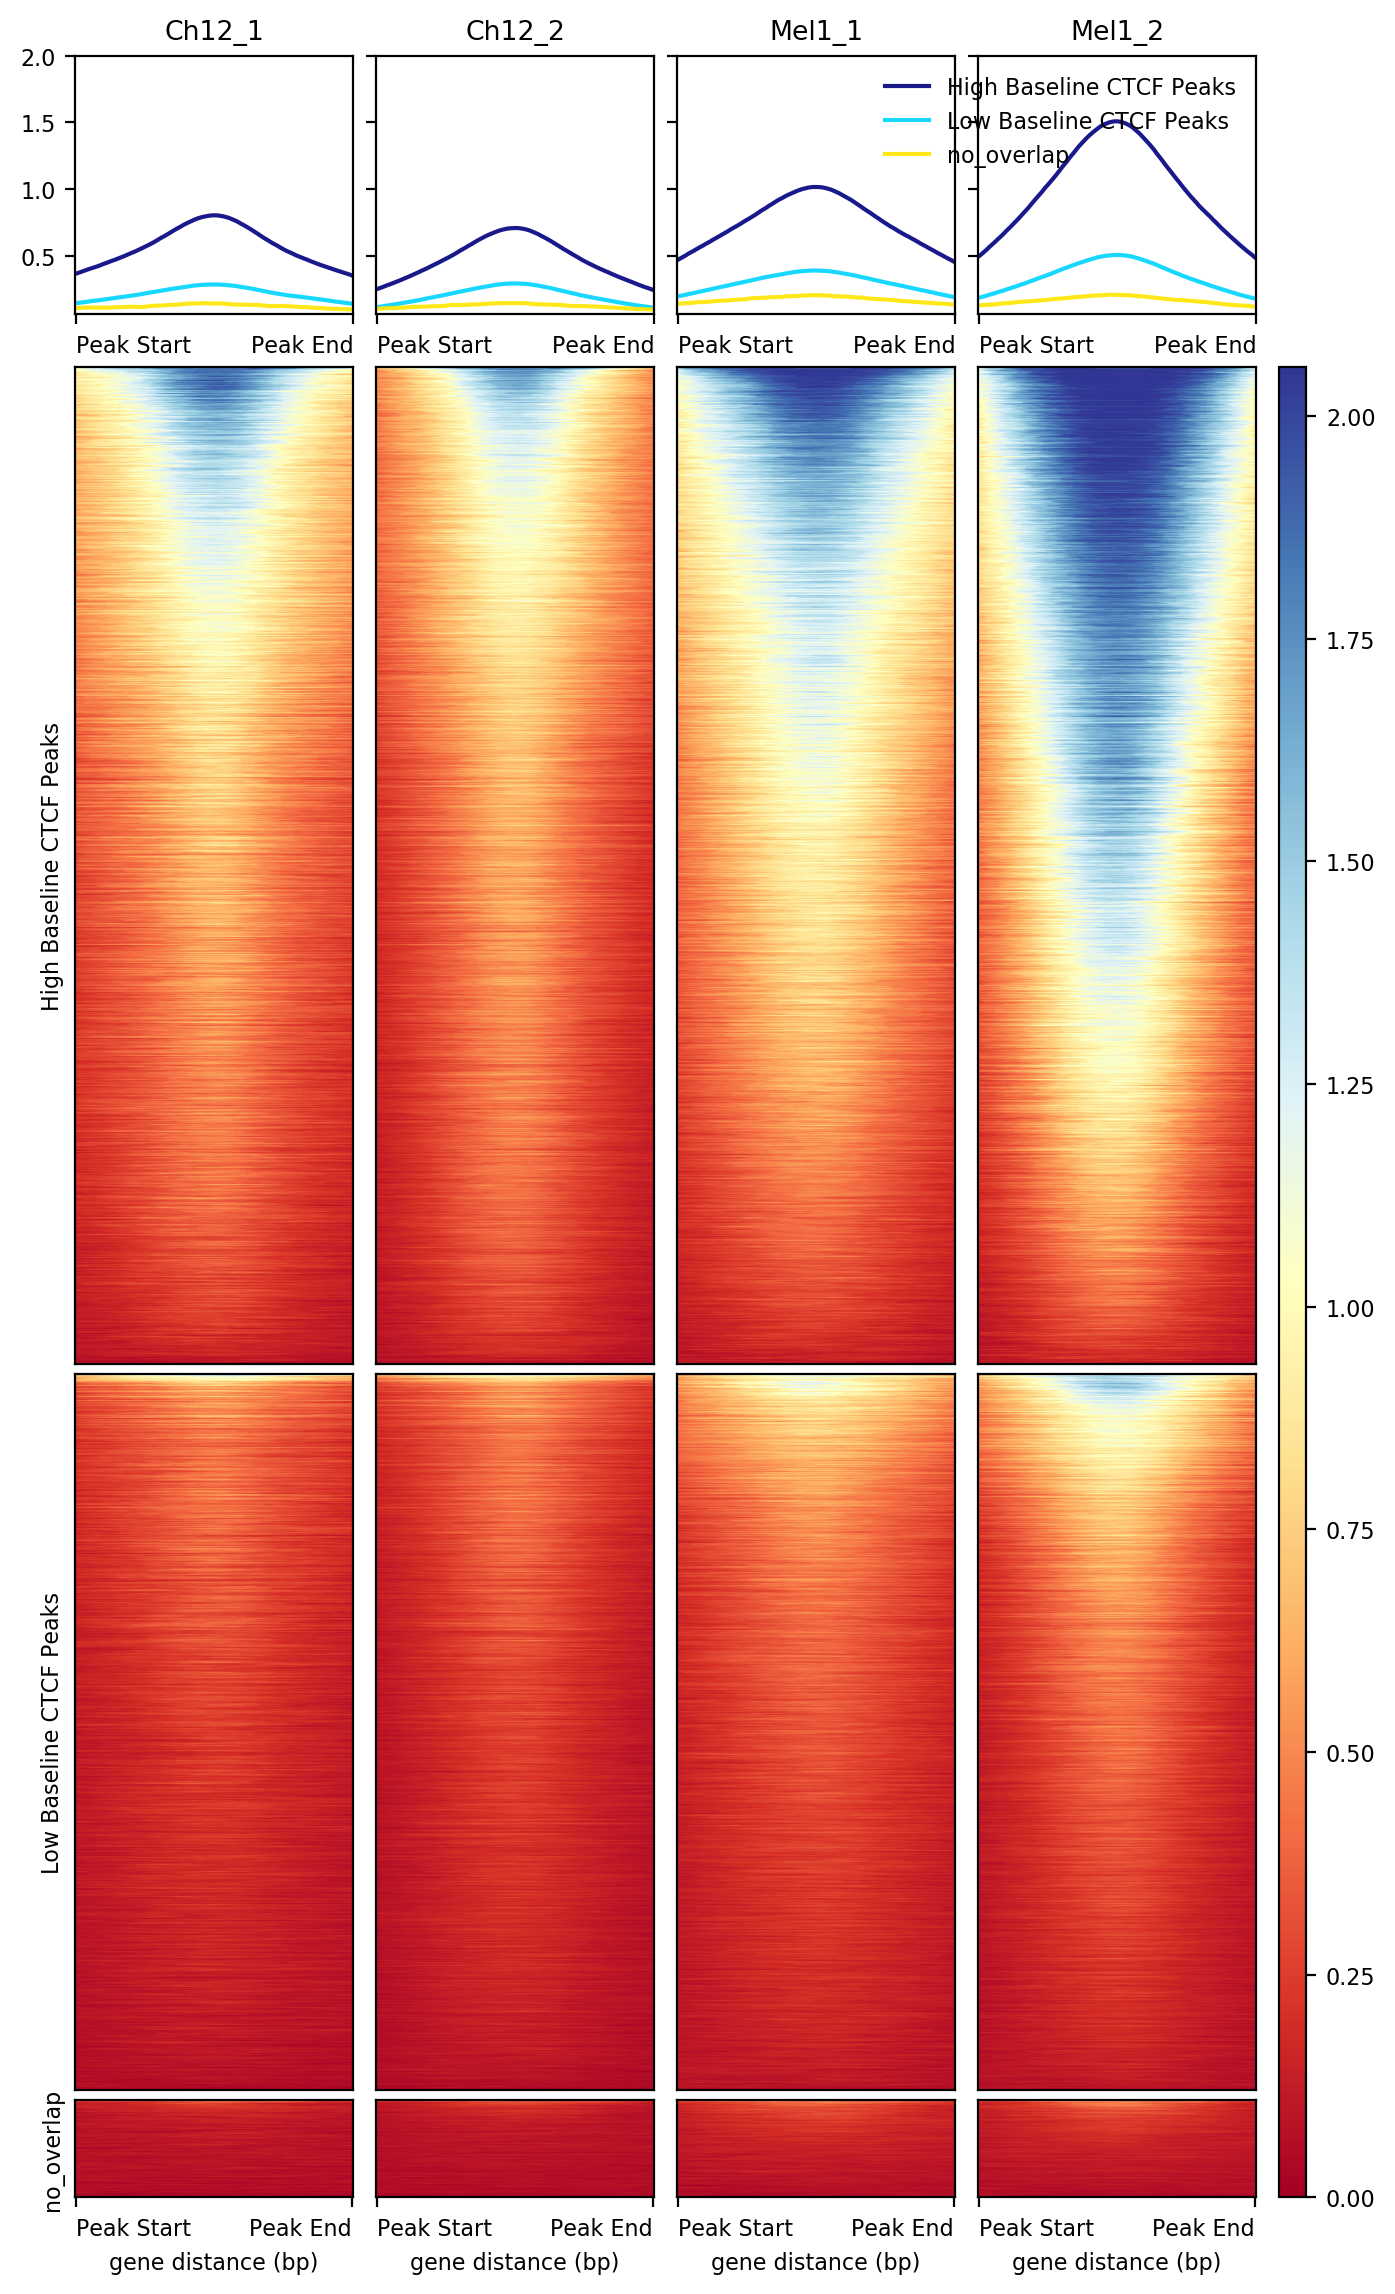 Ch12_1 Ch12_2 Mel1_1 Mel1_2
2.0
1.5
1.0
0.5
High Baseline CTCF Peaks
Low Baseline CTCF Peaks
no_overlap
Peak Start Peak End Peak Start Peak End Peak Start Peak End Peak Start Peak End
High Baseline CTCF Peaks
Low Baseline CTCF Peaks
no_overlap
2.00
1.75
1.50
1.25
1.00
0.75
0.50
0.25
0.00
Peak Start Peak End Peak Start Peak End Peak Start Peak End Peak Start Peak End
gene distance (bp) gene distance (bp) gene distance (bp) gene distance (bp)